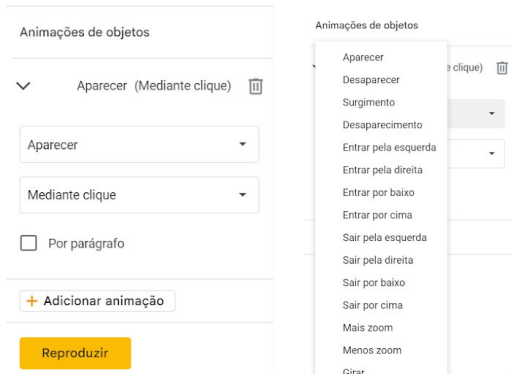 Animações de objetos
Aparecer (Mediante clique)
Aparecer
Mediante clique
Por parágrafo
+ Adicionar animação
Reproduzir
Animações de objetos
e clique)
Aparecer
Desaparecer
Surgimento
Desaparecimento
Entrar pela esquerda
Entrar pela direita
Entrar por baixo
Entrar por cima
Sair pela esquerda
Sair pela direita
Sair por baixo
Sair por cima
Mais zoom
Menos zoom
Girar